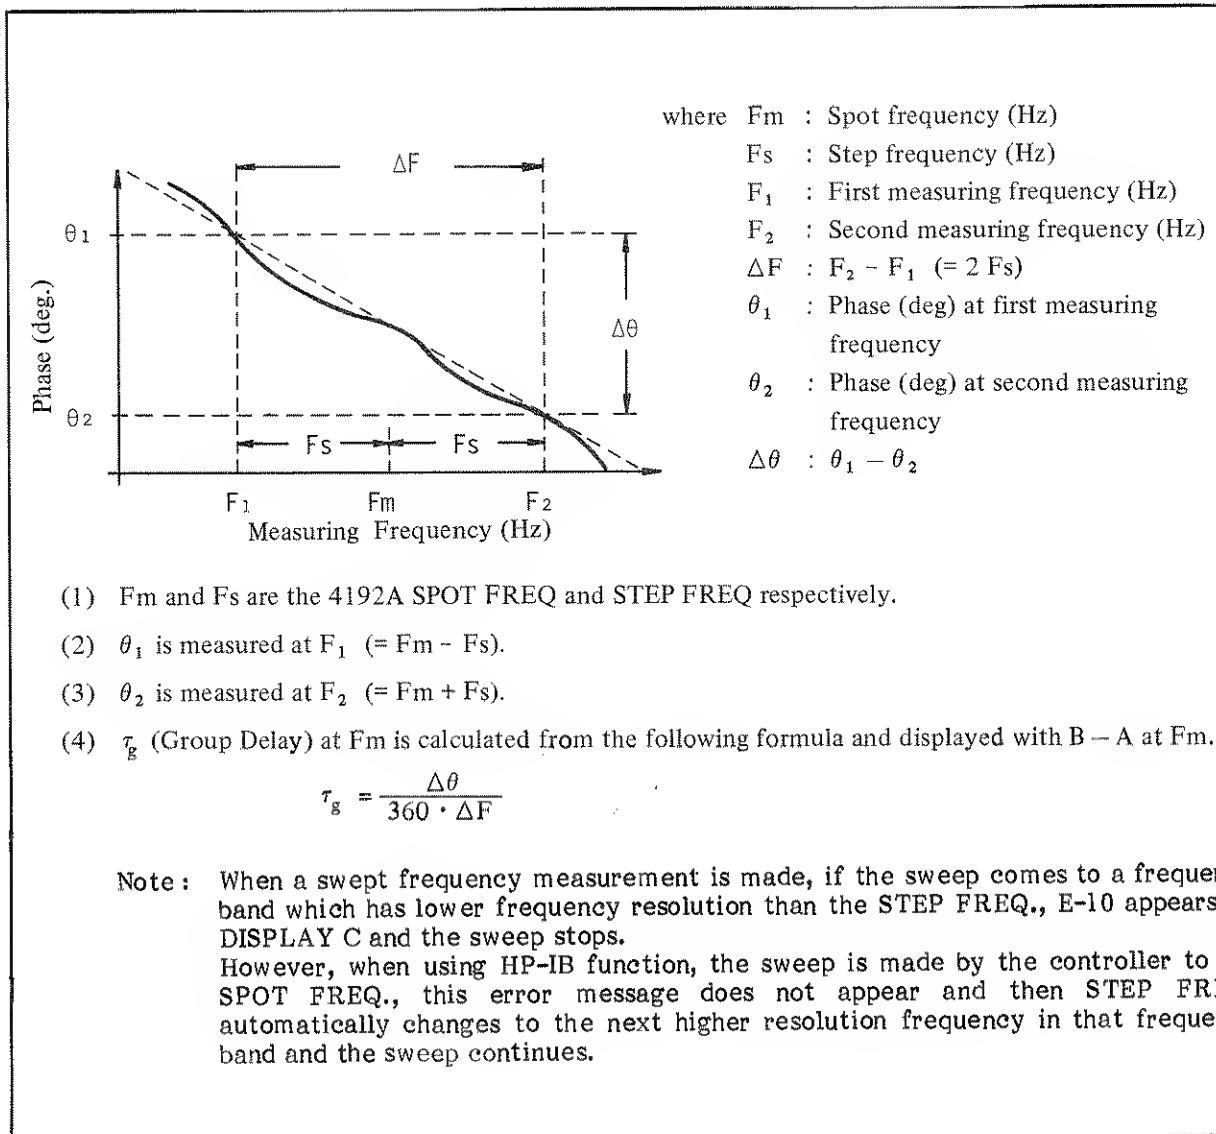 where Fm : Spot frequency (Hz)
Fs : Step frequency (Hz)
F₁ : First measuring frequency (Hz)
F₂ : Second measuring frequency (Hz)
ΔF : F₂ – F₁ (= 2 Fs)
θ₁ : Phase (deg) at first measuring
frequency
θ₂ : Phase (deg) at second measuring
frequency
Δθ : θ₁ – θ₂
ΔF
θ1
Δθ
θ2
Phase (deg.)
Fs
Fs
F1
Fm
F2
Measuring Frequency (Hz)
(1) Fm and Fs are the 4192A SPOT FREQ and STEP FREQ respectively.
(2) θ₁ is measured at F₁ (= Fm – Fs).
(3) θ₂ is measured at F₂ (= Fm + Fs).
(4) τg (Group Delay) at Fm is calculated from the following formula and displayed with B – A at Fm.
τg = Δθ / 360 · ΔF
Note : When a swept frequency measurement is made, if the sweep comes to a
band which has lower frequency resolution than the STEP FREQ., E-10 appears
DISPLAY C and the sweep stops.
However, when using HP-IB function, the sweep is made by the controller to
SPOT FREQ., this error message does not appear and then STEP
automatically changes to the next higher resolution frequency in that
band and the sweep continues.